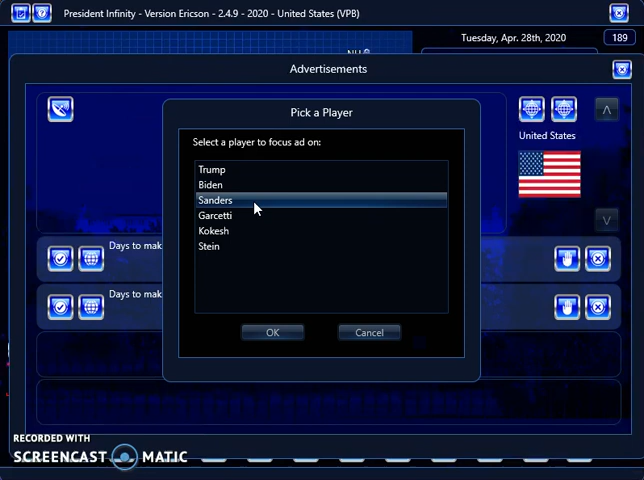 President Infinity - Version Ericson - 2.4.9 - 2020 - United States (VPB)
Tuesday, Apr. 28th, 2020
189
Advertisements
Pick a Player
Select a player to focus ad on:
United States
Trump
Biden
Sanders
Garcetti
Kokesh
Stein
Days to mak
Days to mak
OK
Cancel
RECORDED WITH
SCREENCAST MATIC